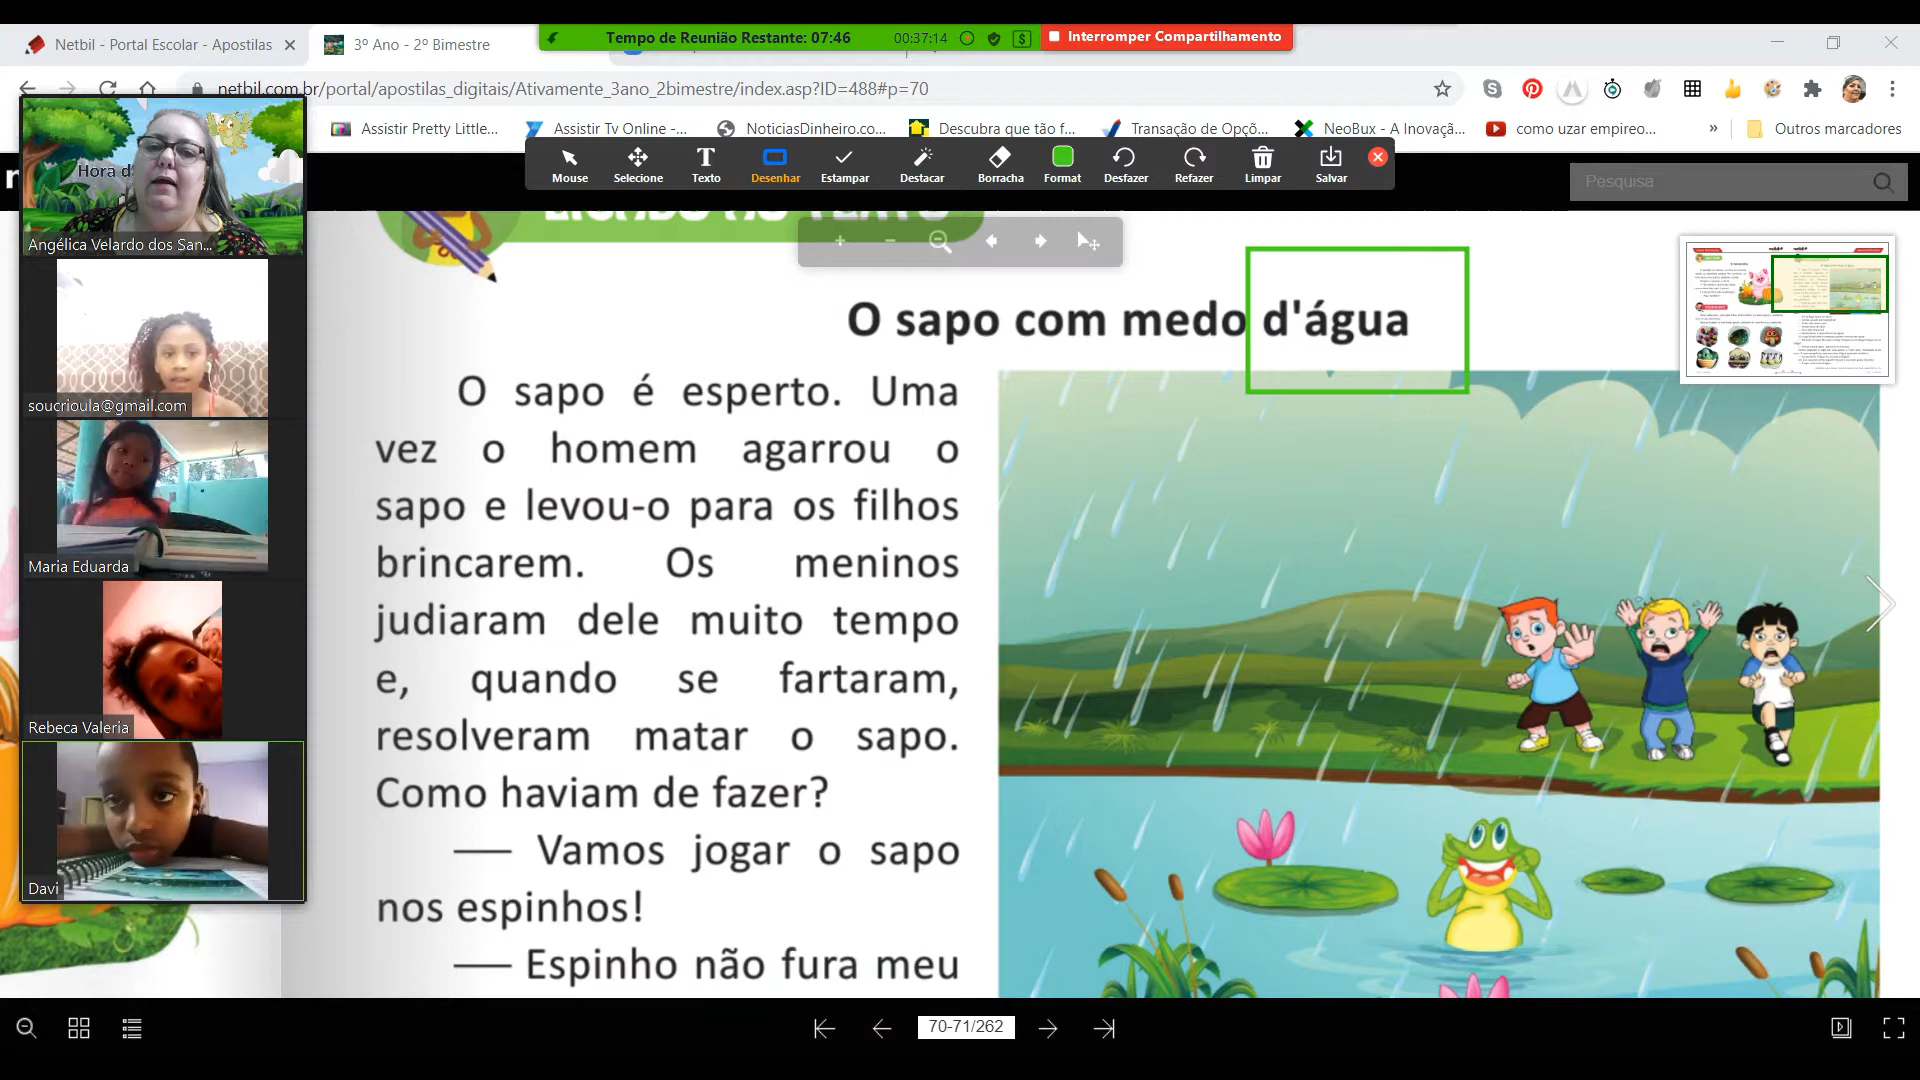 Netbil - Portal Escolar - Apostilas
3º Ano - 2º Bimestre
Tempo de Reunião Restante: 07:46
00:37:14
Interromper Compartilhamento
netbil.com.br/portal/apostilas_digitais/Ativamente_3ano_2bimestre/index.asp?ID=488#p=70
Assistir Pretty Little...
Assistir Tv Online -...
NoticiasDinheiro.co...
Descubra que tão f...
Transação de Opçõ...
NeoBux - A Inovaçã...
como uzar empireo...
»
Outros marcadores
Mouse
Selecione
Texto
Desenhar
Estampar
Destacar
Borracha
Format
Desfazer
Refazer
Limpar
Salvar
Pesquisa
Hora d
Angélica Velardo dos San...
soucrioula@gmail.com
Maria Eduarda
Rebeca Valeria
Davi
O sapo com medo d'água
O sapo é esperto. Uma
vez o homem agarrou o
sapo e levou-o para os filhos
brincarem. Os meninos
judiaram dele muito tempo
e, quando se fartaram,
resolveram matar o sapo.
Como haviam de fazer?
— Vamos jogar o sapo
nos espinhos!
— Espinho não fura meu
70-71/262